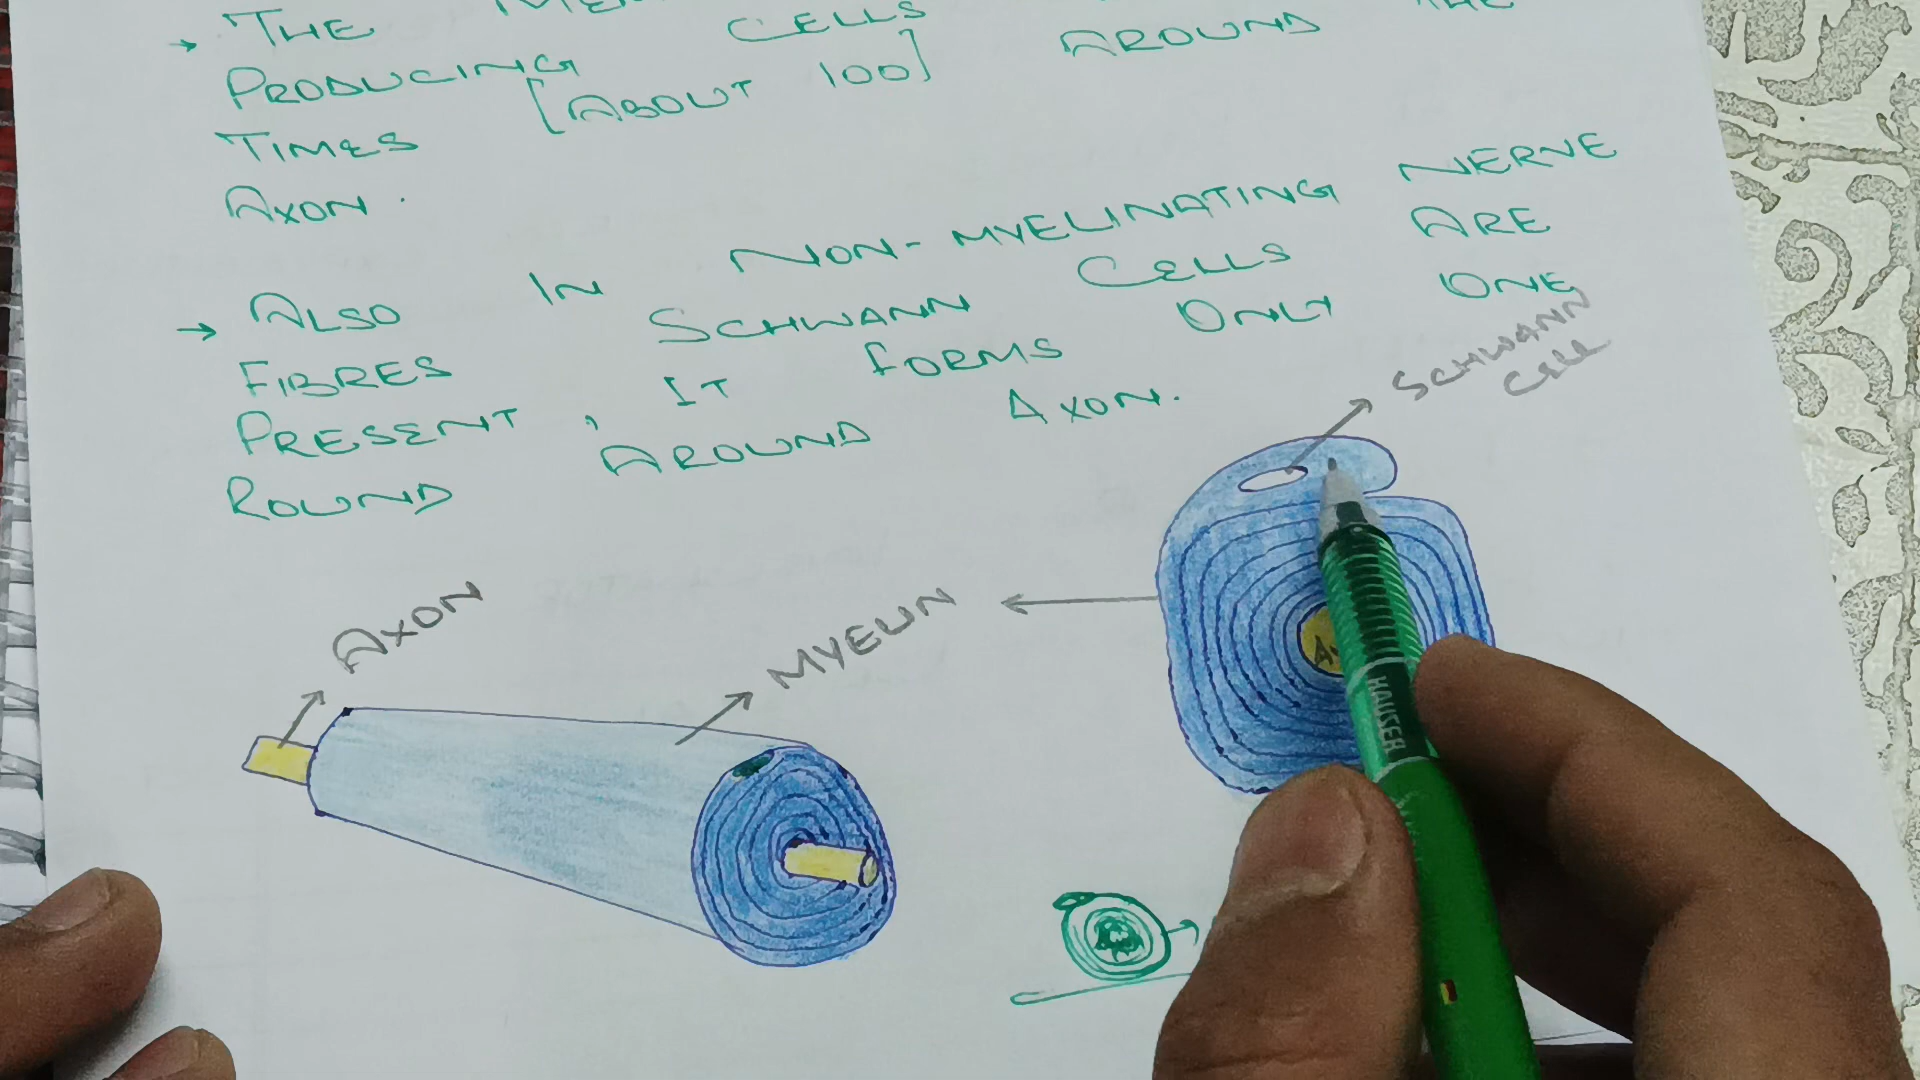 → THE CELLS
PRODUCING [ABOUT 100] AROUND THE
TIMES
AXON.
→ ALSO IN NON-MYELINATING NERVE
FIBRES SCHWANN CELLS ARE
PRESENT, IT FORMS ONLY ONE
ROUND AROUND AXON.
SCHWANN
Cell
AXON
MYELIN
HAUSER